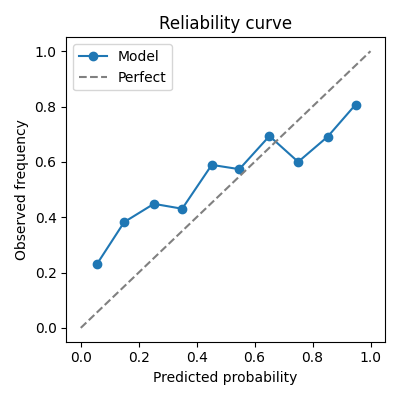 Reliability curve
Model
Perfect
Observed frequency
1.0
0.8
0.6
0.4
0.2
0.0
0.0 0.2 0.4 0.6 0.8 1.0
Predicted probability